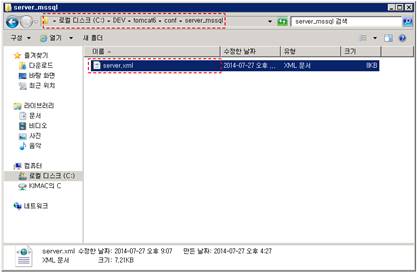 server_mssql
로컬 디스크 (C:) ▸ DEV ▸ tomcat6 ▸ conf ▸ server_mssql
server_mssql 검색
구성 열기 새 폴더
이름 수정한 날짜 유형 크기
server.xml 2014-07-27 오후 ... XML 문서 8KB
즐겨찾기
다운로드
바탕 화면
최근 위치
라이브러리
문서
비디오
사진
음악
컴퓨터
로컬 디스크 (C:)
KIMAC의 C
네트워크
server.xml 수정한 날짜: 2014-07-27 오후 9:07 만든 날짜: 2014-07-27 오후 4:27
XML 문서 크기: 7.21KB